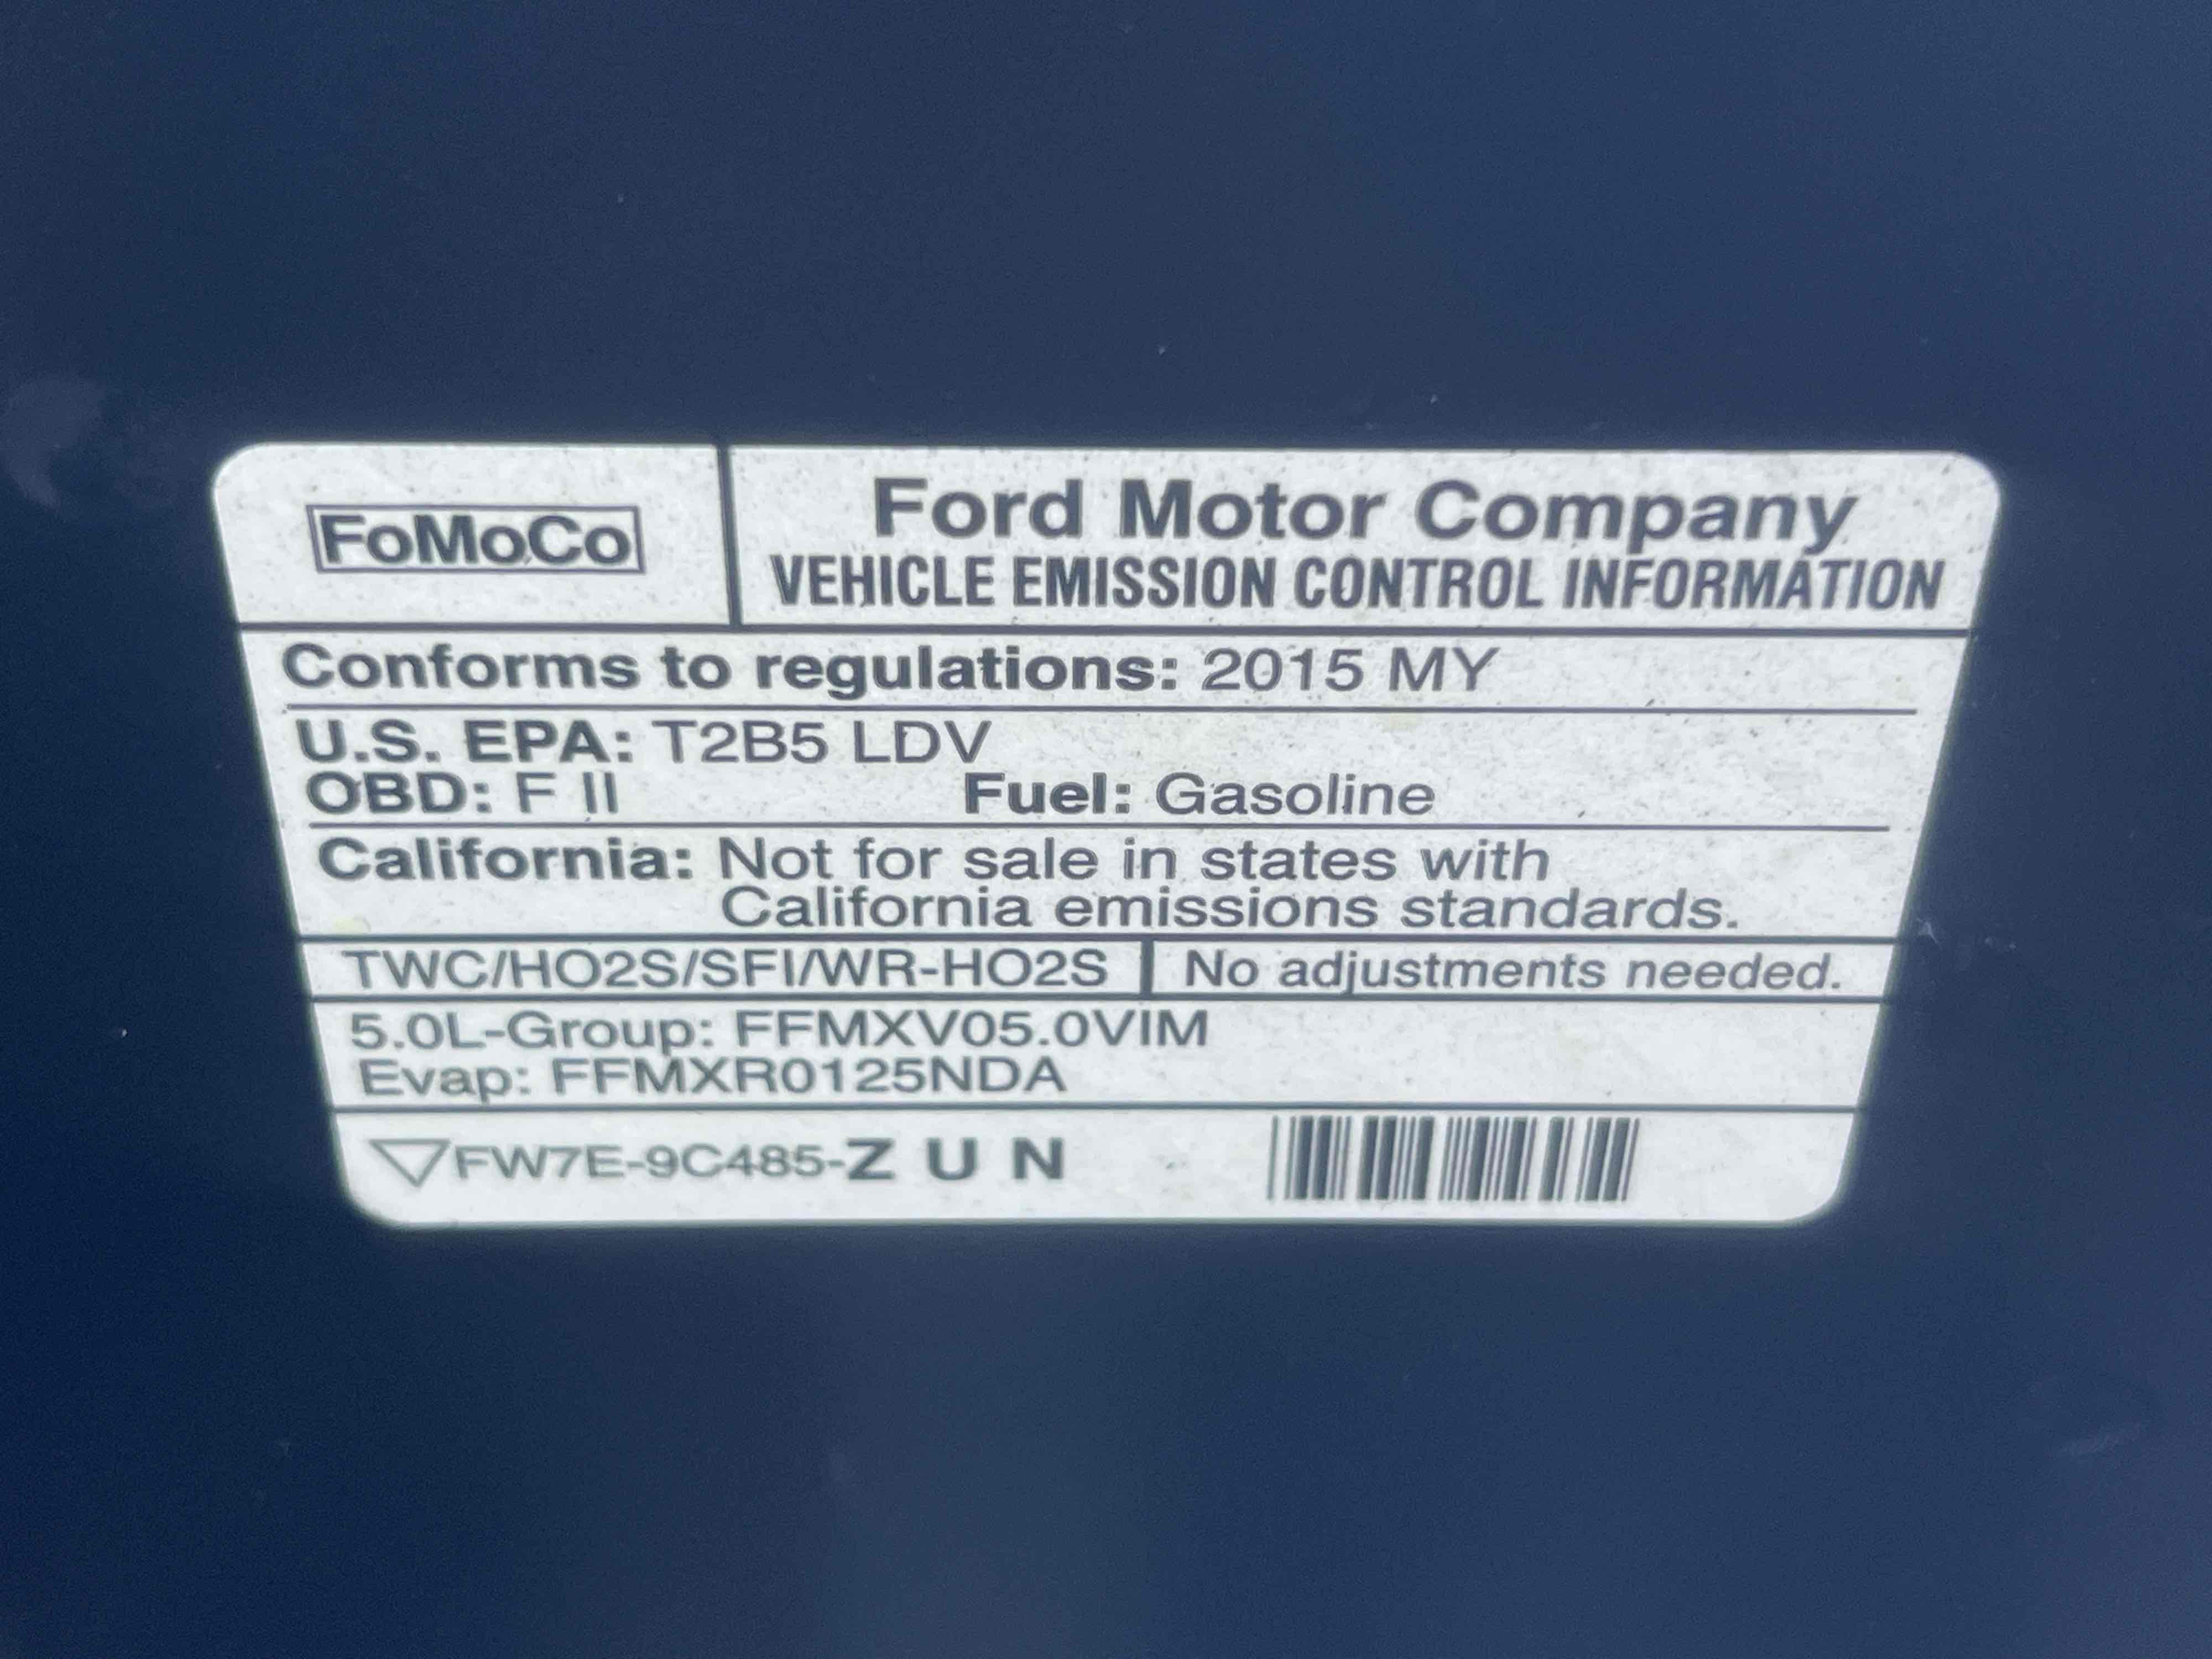 FoMoCo
Ford Motor Company
VEHICLE EMISSION CONTROL INFORMATION
Conforms to regulations: 2015 MY
U.S. EPA: T2B5 LDV
OBD: F II Fuel: Gasoline
California: Not for sale in states with
California emissions standards.
TWC/HO2S/SFI/WR-HO2S No adjustments needed.
5.0L-Group: FFMXV05.0VIM
Evap: FFMXR0125NDA
FW7E-9C485-Z U N